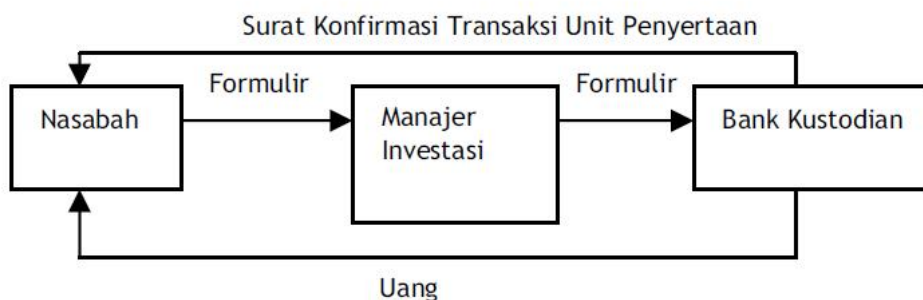 Surat Konfirmasi Transaksi Unit Penyertaan
Formulir
Formulir
Nasabah
Manajer
Investasi
Bank Kustodian
Uang